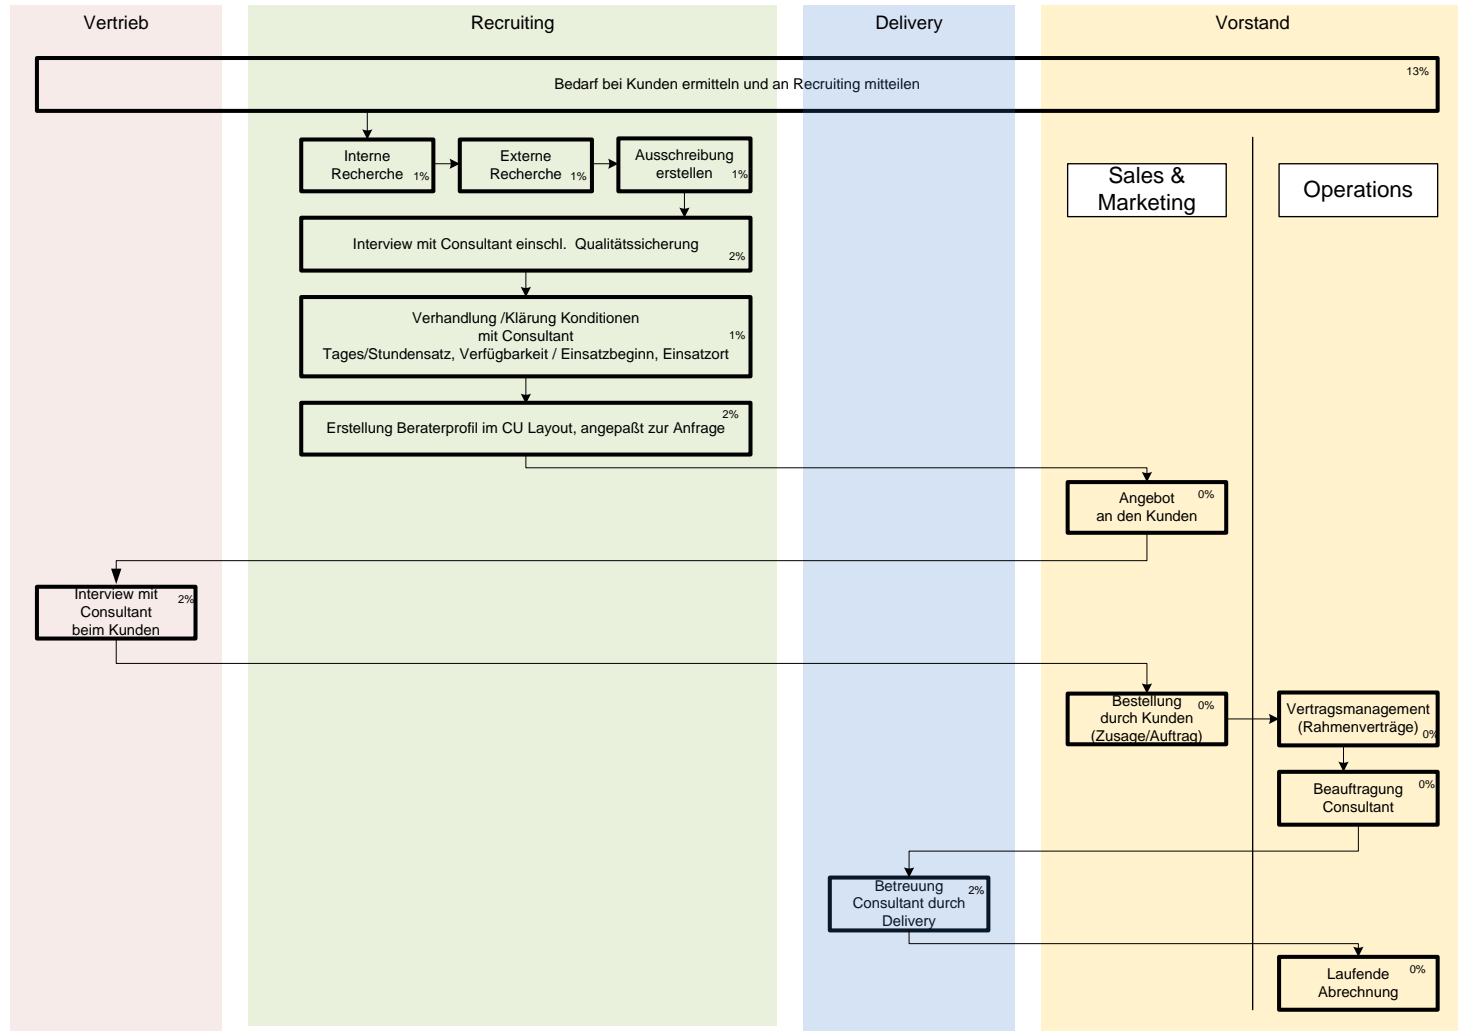 Vertrieb
Recruiting
Delivery
Vorstand
13%
Bedarf bei Kunden ermitteln und an Recruiting mitteilen
Interne
Recherche
1%
Externe
Recherche
1%
Ausschreibung
erstellen
1%
Sales &
Marketing
Operations
Interview mit Consultant einschl. Qualitätssicherung
2%
Verhandlung /Klärung Konditionen
mit Consultant
Tages/Stundensatz, Verfügbarkeit / Einsatzbeginn, Einsatzort
1%
2%
Erstellung Beraterprofil im CU Layout, angepaßt zur Anfrage
Angebot
an den Kunden
0%
Interview mit
Consultant
beim Kunden
2%
Bestellung
durch Kunden
(Zusage/Auftrag)
0%
Vertragsmanagement
(Rahmenverträge)
0%
Beauftragung
Consultant
0%
Betreuung
Consultant durch
Delivery
2%
Laufende
Abrechnung
0%